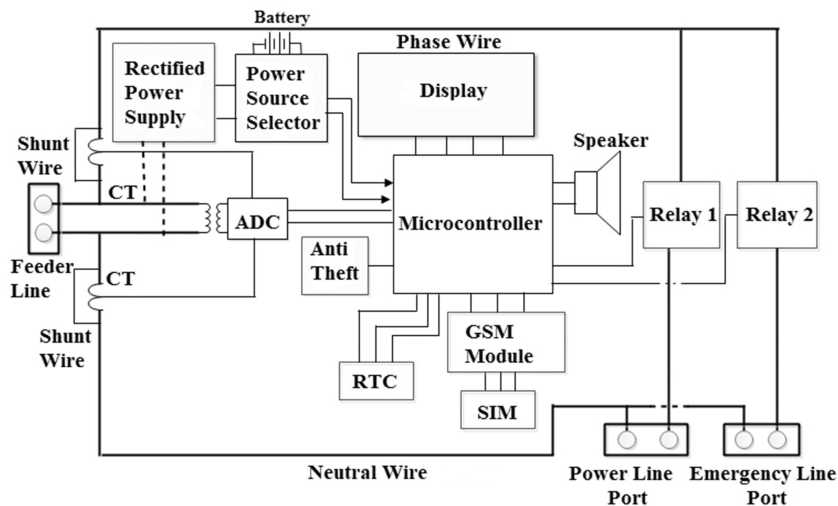 Battery
Phase Wire
Rectified
Power
Supply
Power
Source
Selector
Display
Speaker
Shunt
Wire
CT
ADC
Microcontroller
Relay 1
Relay 2
Anti
Theft
Feeder
Line
CT
Shunt
Wire
GSM
Module
RTC
SIM
Neutral Wire
Power Line
Port
Emergency Line
Port